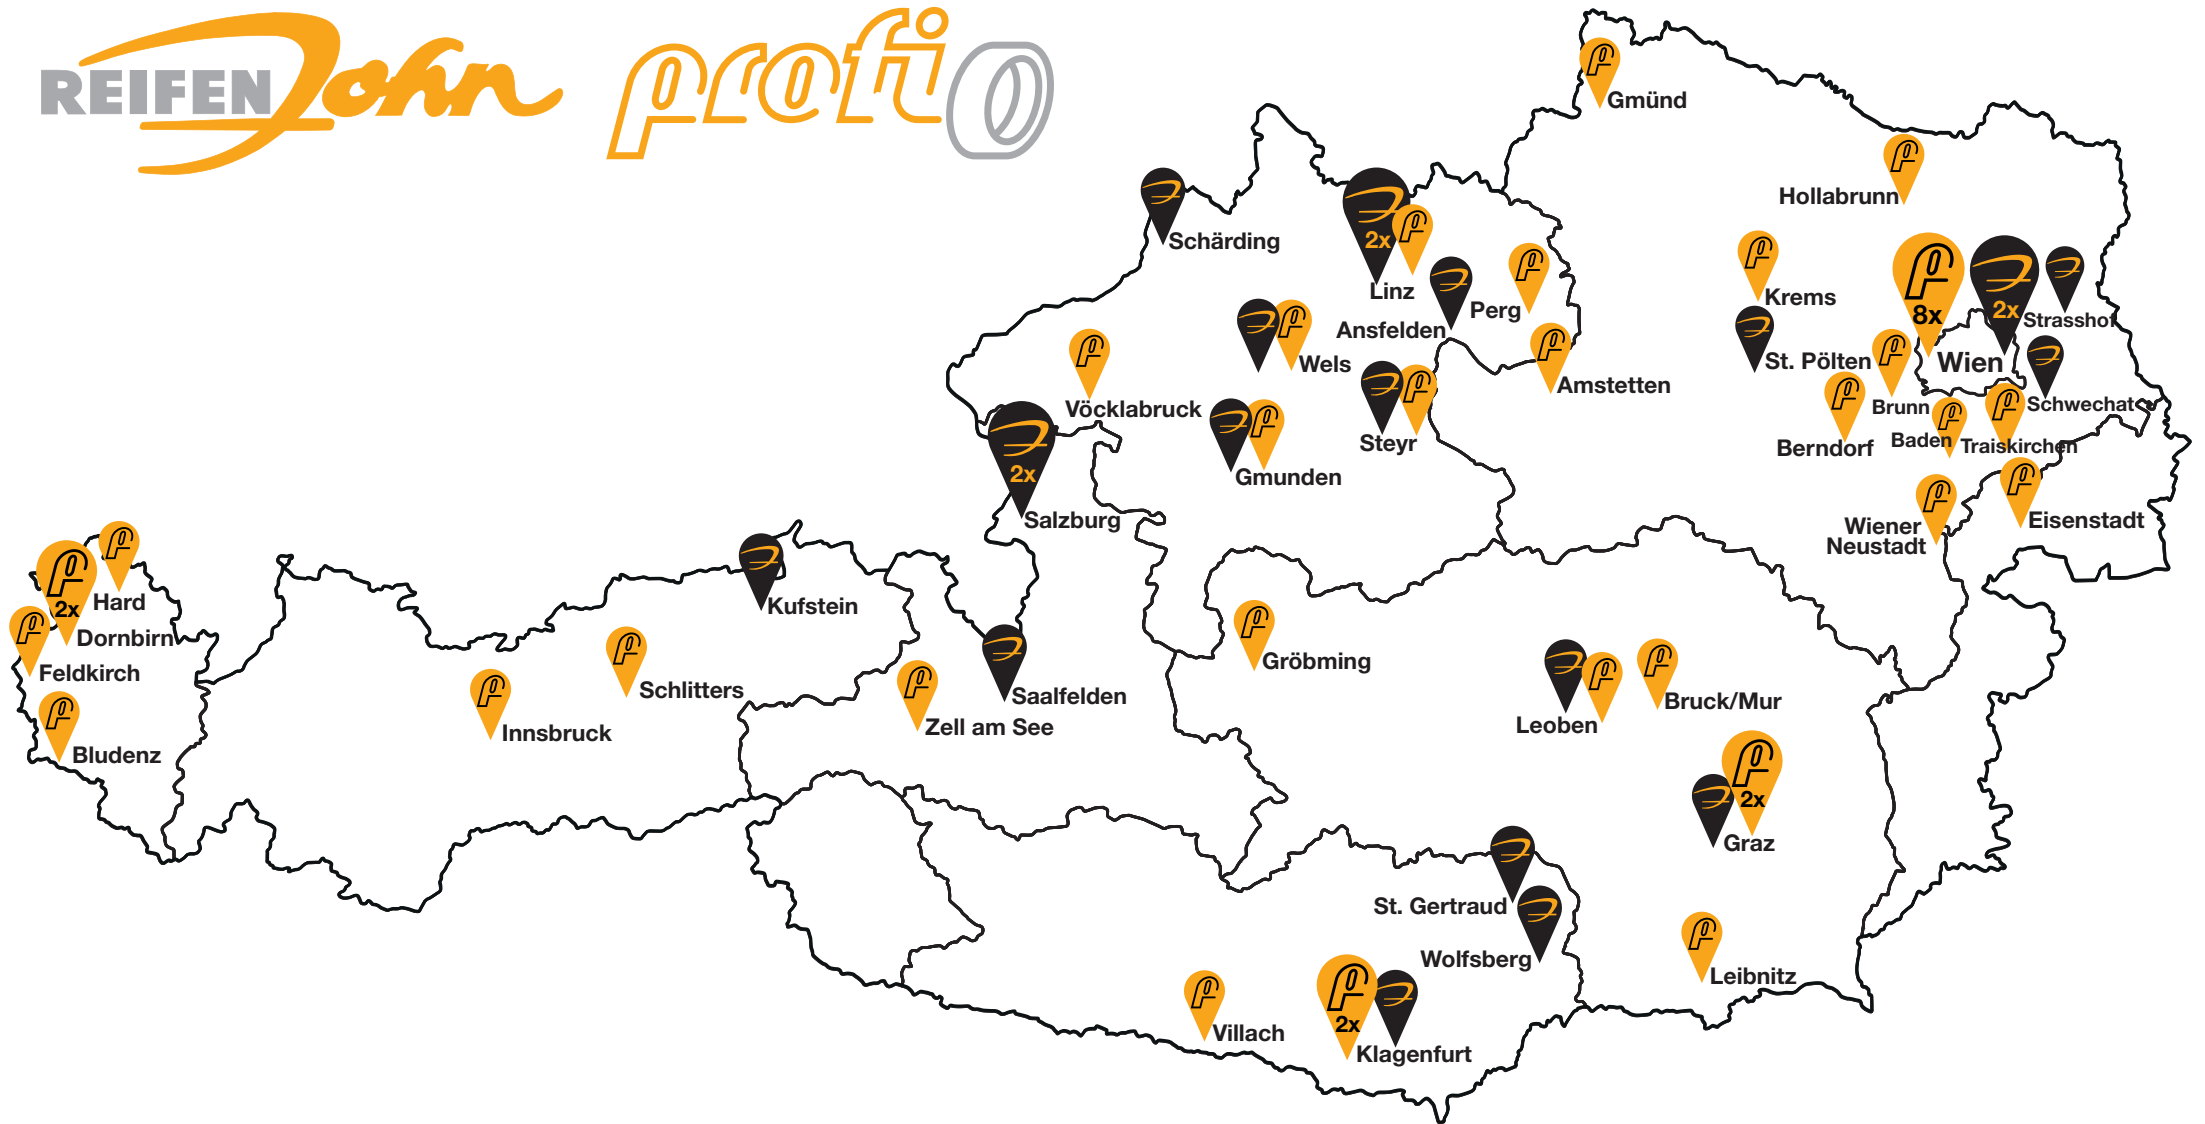 REIFEN John
profi
Gmünd
Hollabrunn
Schärding
2x
Linz
Krems
8x
2x
Strasshof
Ansfelden
Perg
Wels
St. Pölten
Wien
Amstetten
Vöcklabruck
Brunn
Schwechat
Steyr
Berndorf
Baden
Traiskirchen
2x
Gmunden
Salzburg
Wiener
Neustadt
Eisenstadt
2x
Hard
Kufstein
Dornbirn
Feldkirch
Gröbming
Schlitters
Saalfelden
Bruck/Mur
Innsbruck
Zell am See
Leoben
Bludenz
2x
Graz
St. Gertraud
Wolfsberg
Leibnitz
2x
Villach
Klagenfurt